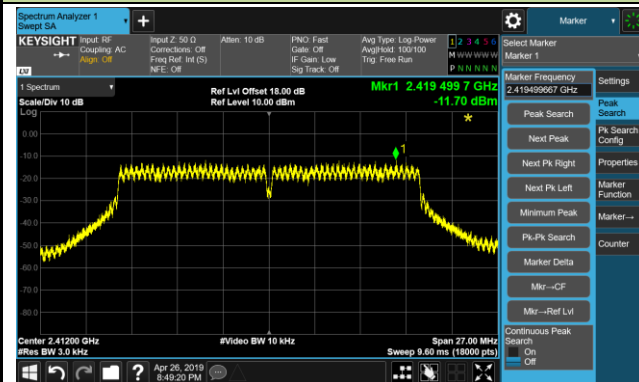 Spectrum Analyzer 1
Swept SA
KEYSIGHT
Input: RF
Coupling: AC
Align: Off
Input Z: 50 Ω
Corrections: Off
Freq Ref: Int (S)
NFE: Off
Atten: 10 dB
PNO: Fast
Gate: Off
IF Gain: Low
Sig Track: Off
Avg Type: Log-Power
Avg|Hold: 100/100
Trig: Free Run
1 2 3 4 5 6
M W W W W W
P N N N N N
LXI
1 Spectrum
Scale/Div 10 dB
Log
Ref Lvl Offset 18.00 dB
Ref Level 10.00 dBm
Mkr1 2.419 499 7 GHz
-11.70 dBm
1
0.00
-10.0
-20.0
-30.0
-40.0
-50.0
-60.0
-70.0
-80.0
Center 2.41200 GHz
#Res BW 3.0 kHz
#Video BW 10 kHz
Span 27.00 MHz
Sweep 9.60 ms (18000 pts)
Apr 26, 2019
8:49:20 PM
Marker
Select Marker
Marker 1
Marker Frequency
2.419499667 GHz
Peak Search
Next Peak
Next Pk Right
Next Pk Left
Minimum Peak
Pk-Pk Search
Marker Delta
Mkr→CF
Mkr→Ref Lvl
Continuous Peak
Search
On
Off
Settings
Peak
Search
Pk Search
Config
Properties
Marker
Function
Marker→
Counter